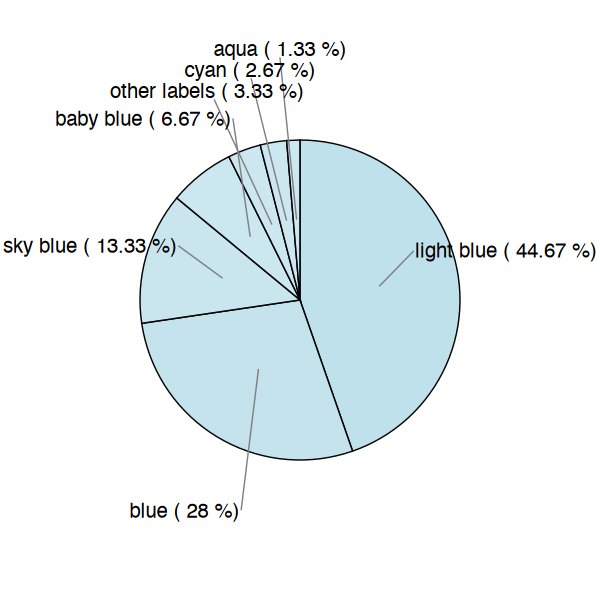 aqua ( 1.33 %)
cyan ( 2.67 %)
other labels ( 3.33 %)
baby blue ( 6.67 %)
sky blue ( 13.33 %)
light blue ( 44.67 %)
blue ( 28 %)